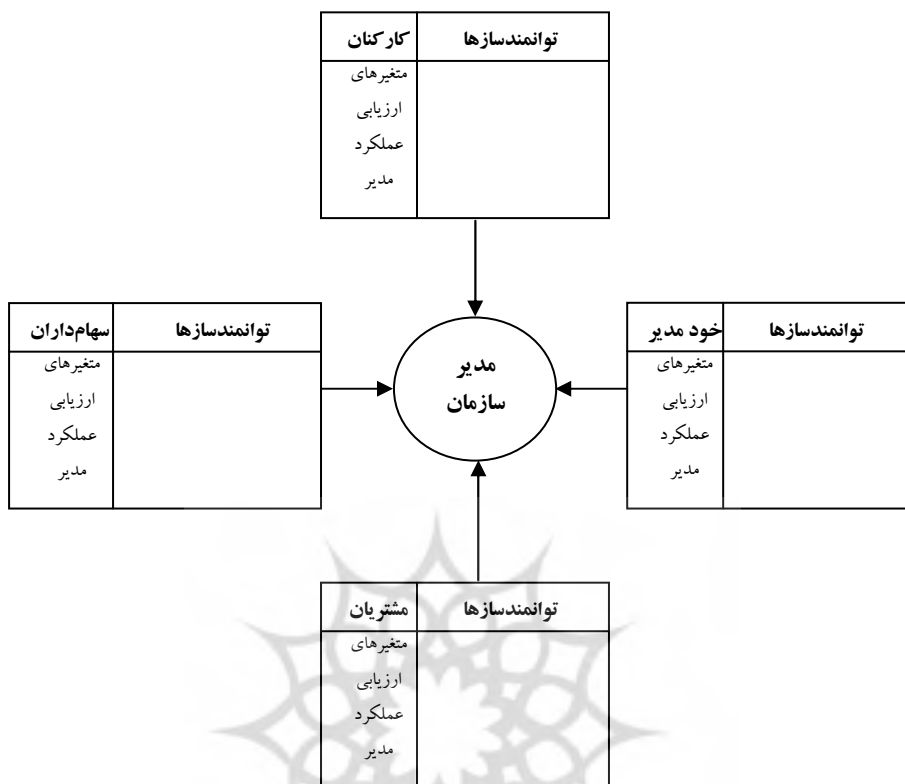 کارکنان توانمندسازها
متغیرهای
ارزیابی
عملکرد
مدیر
سهام‌داران توانمندسازها
متغیرهای
ارزیابی
عملکرد
مدیر
مدیر
سازمان
خود مدیر توانمندسازها
متغیرهای
ارزیابی
عملکرد
مدیر
مشتریان توانمندسازها
متغیرهای
ارزیابی
عملکرد
مدیر